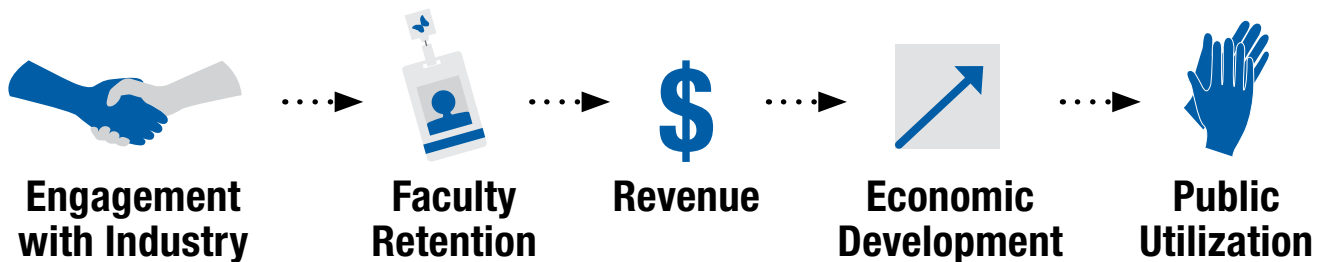 $
Engagement
with Industry
Faculty
Retention
Revenue
Economic
Development
Public
Utilization